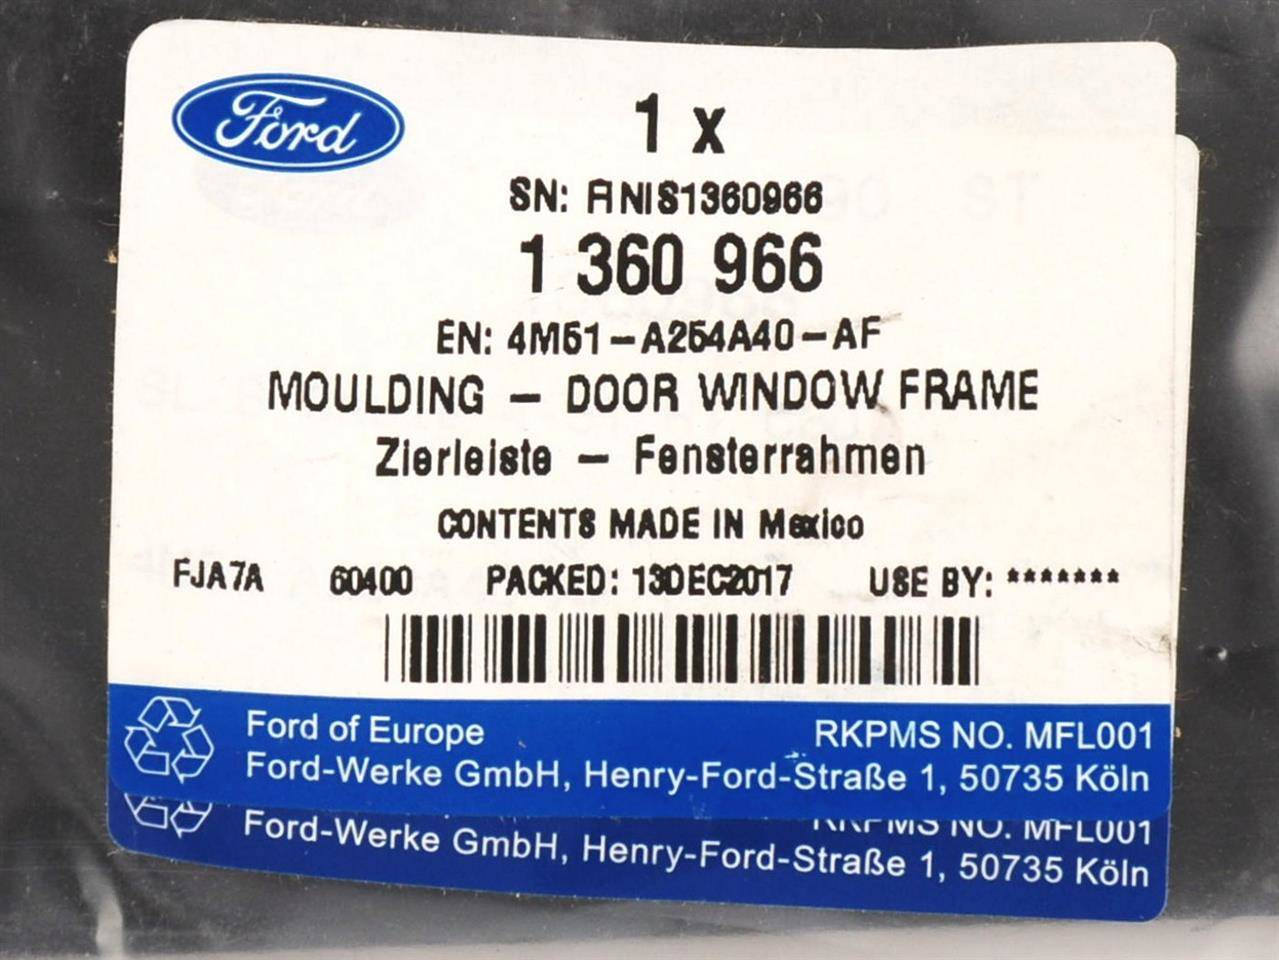 Ford
1 x
SN: FINIS1360966
1 360 966
EN: 4M51-A254A40-AF
MOULDING - DOOR WINDOW FRAME
Zierleiste - Fensterrahmen
CONTENTS MADE IN Mexico
FJA7A 60400 PACKED: 13DEC2017 USE BY: *******
Ford of Europe RKPMS NO. MFL001
Ford-Werke GmbH, Henry-Ford-Straße 1, 50735 Köln
RKPMS NO. MFL001
Ford-Werke GmbH, Henry-Ford-Straße 1, 50735 Köln